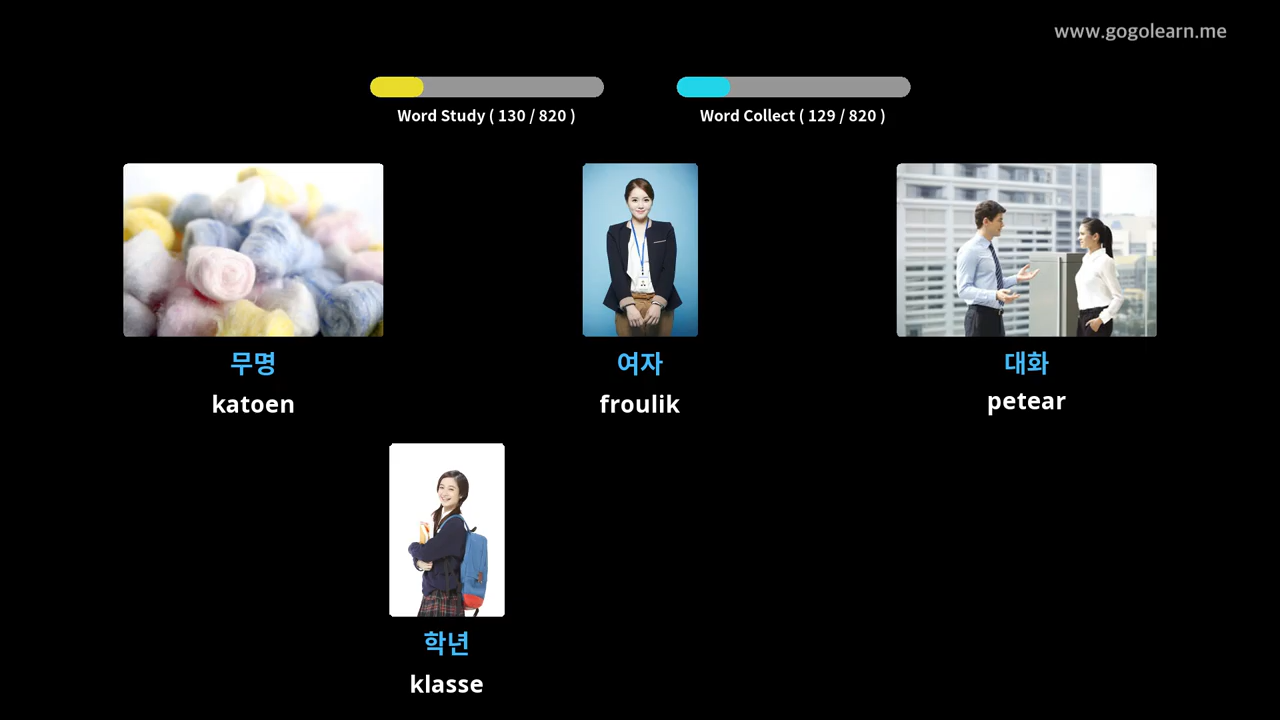 www.gogolearn.me
Word Study ( 130 / 820 )
Word Collect ( 129 / 820 )
무명
katoen
여자
froulik
대화
petear
학년
klasse